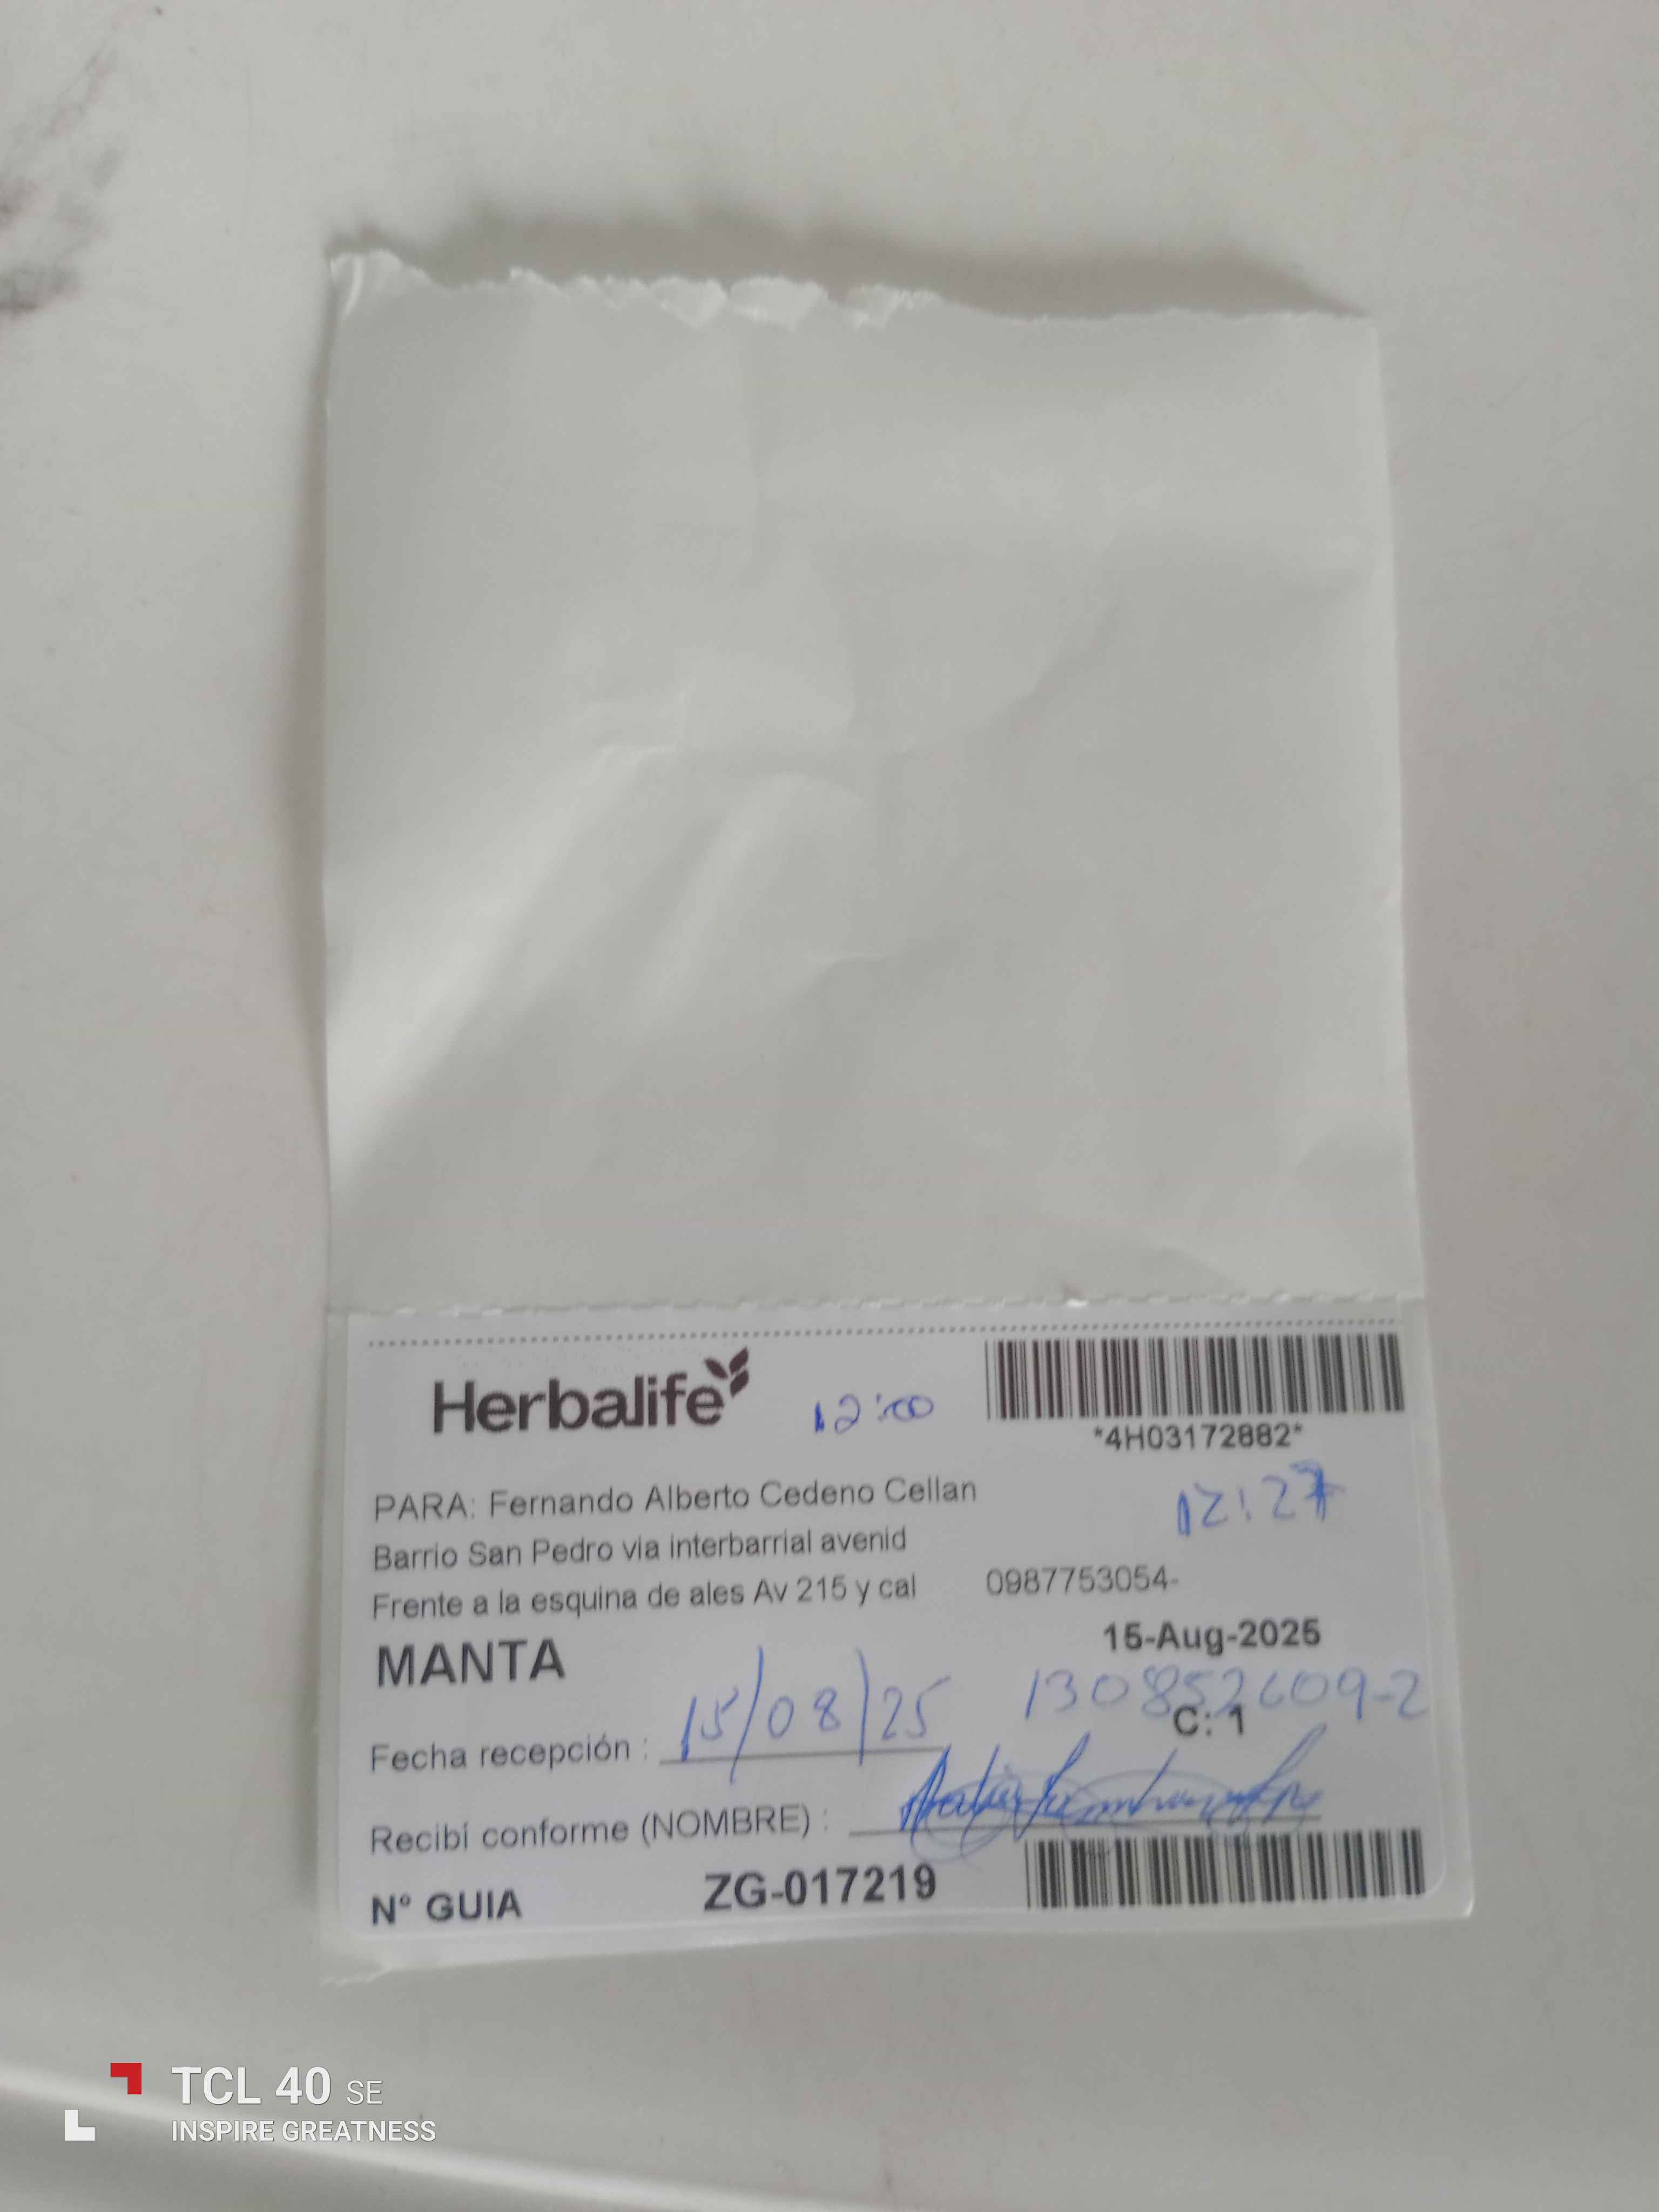 Herbalife
12:00
*4H03172882*
PARA: Fernando Alberto Cedeno Cellan
12:27
Barrio San Pedro via interbarrial avenid
Frente a la esquina de ales Av 215 y cal 0987753054-
15-Aug-2025
MANTA
130852609-2
C: 1
Fecha recepción : 15/08/25
Recibí conforme (NOMBRE) :
N° GUIA ZG-017219
TCL 40 SE
INSPIRE GREATNESS